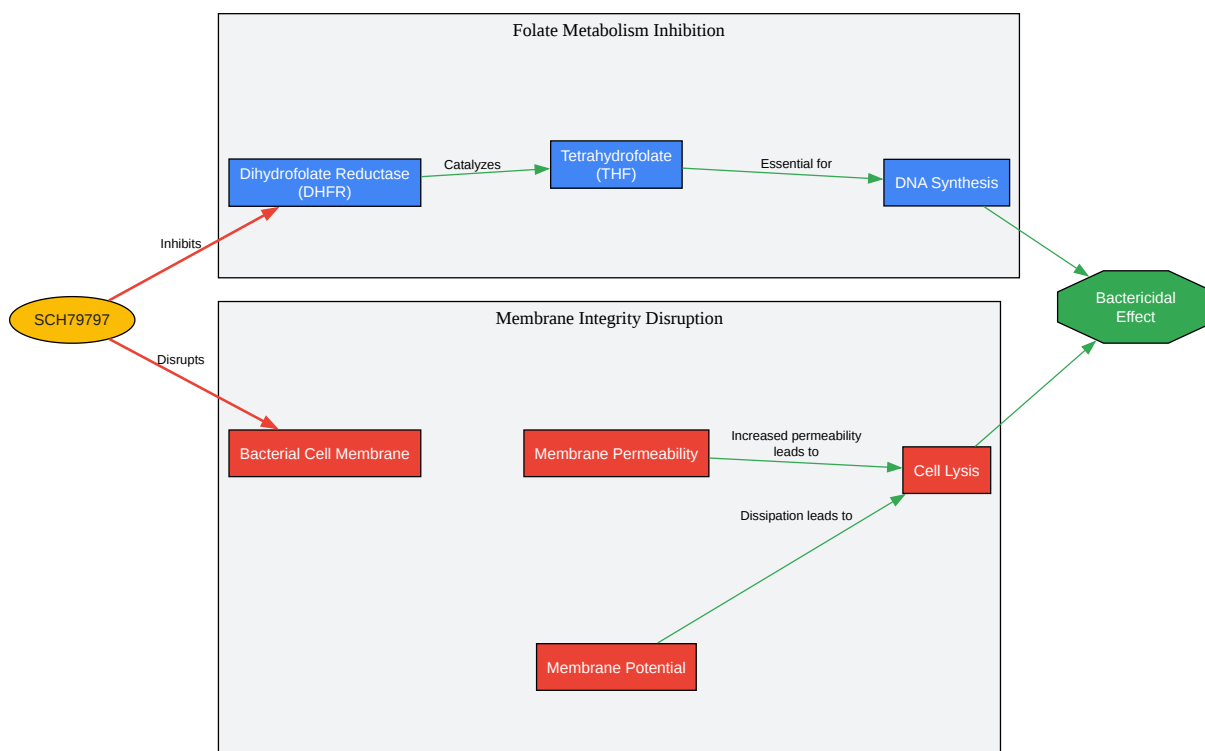 Folate Metabolism Inhibition
Dihydrofolate Reductase
(DHFR)
Catalyzes
Tetrahydrofolate
(THF)
Essential for
DNA Synthesis
Inhibits
SCH79797
Disrupts
Bactericidal
Effect
Membrane Integrity Disruption
Bacterial Cell Membrane
Membrane Permeability
Increased permeability
leads to
Cell Lysis
Dissipation leads to
Membrane Potential